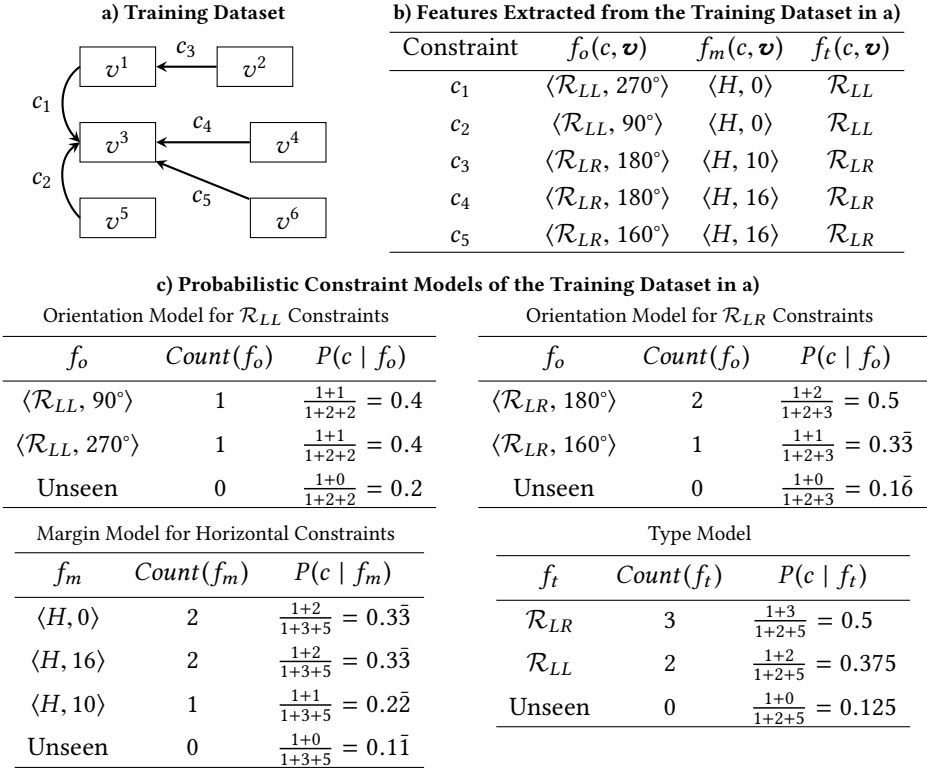 a) Training Dataset
v¹
c₃
v²
c₁
v³
c₄
v⁴
c₂
v⁵
c₅
v⁶
b) Features Extracted from the Training Dataset in a)
Constraint f_o(c, 𝒗) f_m(c, 𝒗) f_t(c, 𝒗)
c₁ ⟨R_LL, 270°⟩ ⟨H, 0⟩ R_LL
c₂ ⟨R_LL, 90°⟩ ⟨H, 0⟩ R_LL
c₃ ⟨R_LR, 180°⟩ ⟨H, 10⟩ R_LR
c₄ ⟨R_LR, 180°⟩ ⟨H, 16⟩ R_LR
c₅ ⟨R_LR, 160°⟩ ⟨H, 16⟩ R_LR
c) Probabilistic Constraint Models of the Training Dataset in a)
Orientation Model for R_LL Constraints
f_o Count(f_o) P(c | f_o)
⟨R_LL, 90°⟩ 1 (1+1)/(1+2+2) = 0.4
⟨R_LL, 270°⟩ 1 (1+1)/(1+2+2) = 0.4
Unseen 0 (1+0)/(1+2+2) = 0.2
Orientation Model for R_LR Constraints
f_o Count(f_o) P(c | f_o)
⟨R_LR, 180°⟩ 2 (1+2)/(1+2+3) = 0.5
⟨R_LR, 160°⟩ 1 (1+1)/(1+2+3) = 0.33̄
Unseen 0 (1+0)/(1+2+3) = 0.16̄
Margin Model for Horizontal Constraints
f_m Count(f_m) P(c | f_m)
⟨H, 0⟩ 2 (1+2)/(1+3+5) = 0.33̄
⟨H, 16⟩ 2 (1+2)/(1+3+5) = 0.33̄
⟨H, 10⟩ 1 (1+1)/(1+3+5) = 0.22̄
Unseen 0 (1+0)/(1+3+5) = 0.11̄
Type Model
f_t Count(f_t) P(c | f_t)
R_LR 3 (1+3)/(1+2+5) = 0.5
R_LL 2 (1+2)/(1+2+5) = 0.375
Unseen 0 (1+0)/(1+2+5) = 0.125